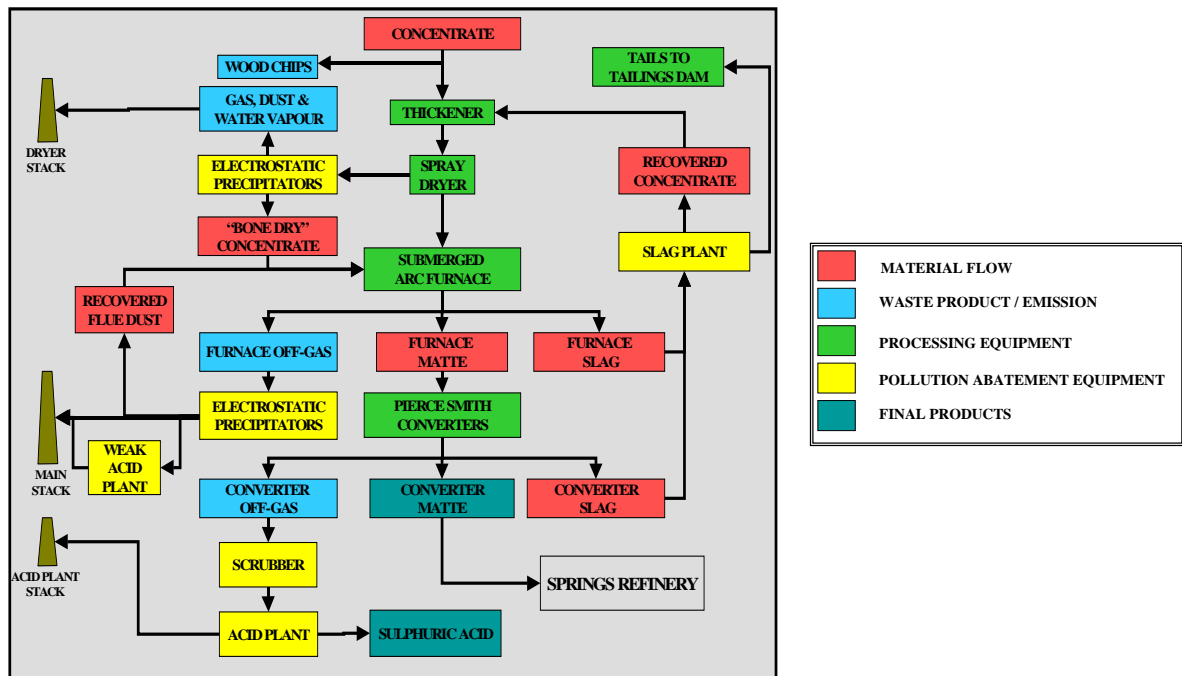 CONCENTRATE
WOOD CHIPS
TAILS TO
TAILINGS DAM
GAS, DUST &
WATER VAPOUR
THICKENER
DRYER
STACK
ELECTROSTATIC
PRECIPITATORS
SPRAY
DRYER
RECOVERED
CONCENTRATE
“BONE DRY”
CONCENTRATE
SLAG PLANT
SUBMERGED
ARC FURNACE
RECOVERED
FLUE DUST
FURNACE OFF-GAS
FURNACE
MATTE
FURNACE
SLAG
ELECTROSTATIC
PRECIPITATORS
PIERCE SMITH
CONVERTERS
WEAK
ACID
PLANT
MAIN
STACK
CONVERTER
OFF-GAS
CONVERTER
MATTE
CONVERTER
SLAG
SCRUBBER
SPRINGS REFINERY
ACID PLANT
STACK
ACID PLANT
SULPHURIC ACID
MATERIAL FLOW
WASTE PRODUCT / EMISSION
PROCESSING EQUIPMENT
POLLUTION ABATEMENT EQUIPMENT
FINAL PRODUCTS